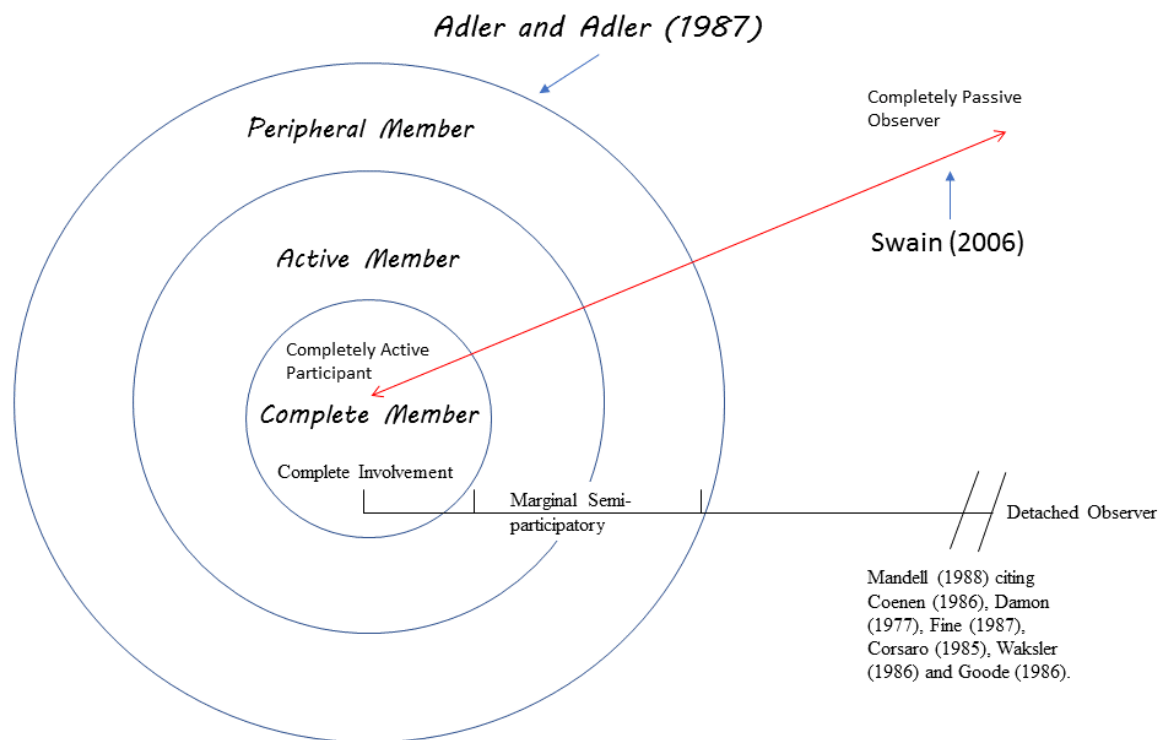 Adler and Adler (1987)
Completely Passive
Observer
Peripheral Member
Swain (2006)
Active Member
Completely Active
Participant
Complete Member
Complete Involvement
Marginal Semi-
participatory
Detached Observer
Mandell (1988) citing
Coenen (1986), Damon
(1977), Fine (1987),
Corsaro (1985), Waksler
(1986) and Goode (1986).